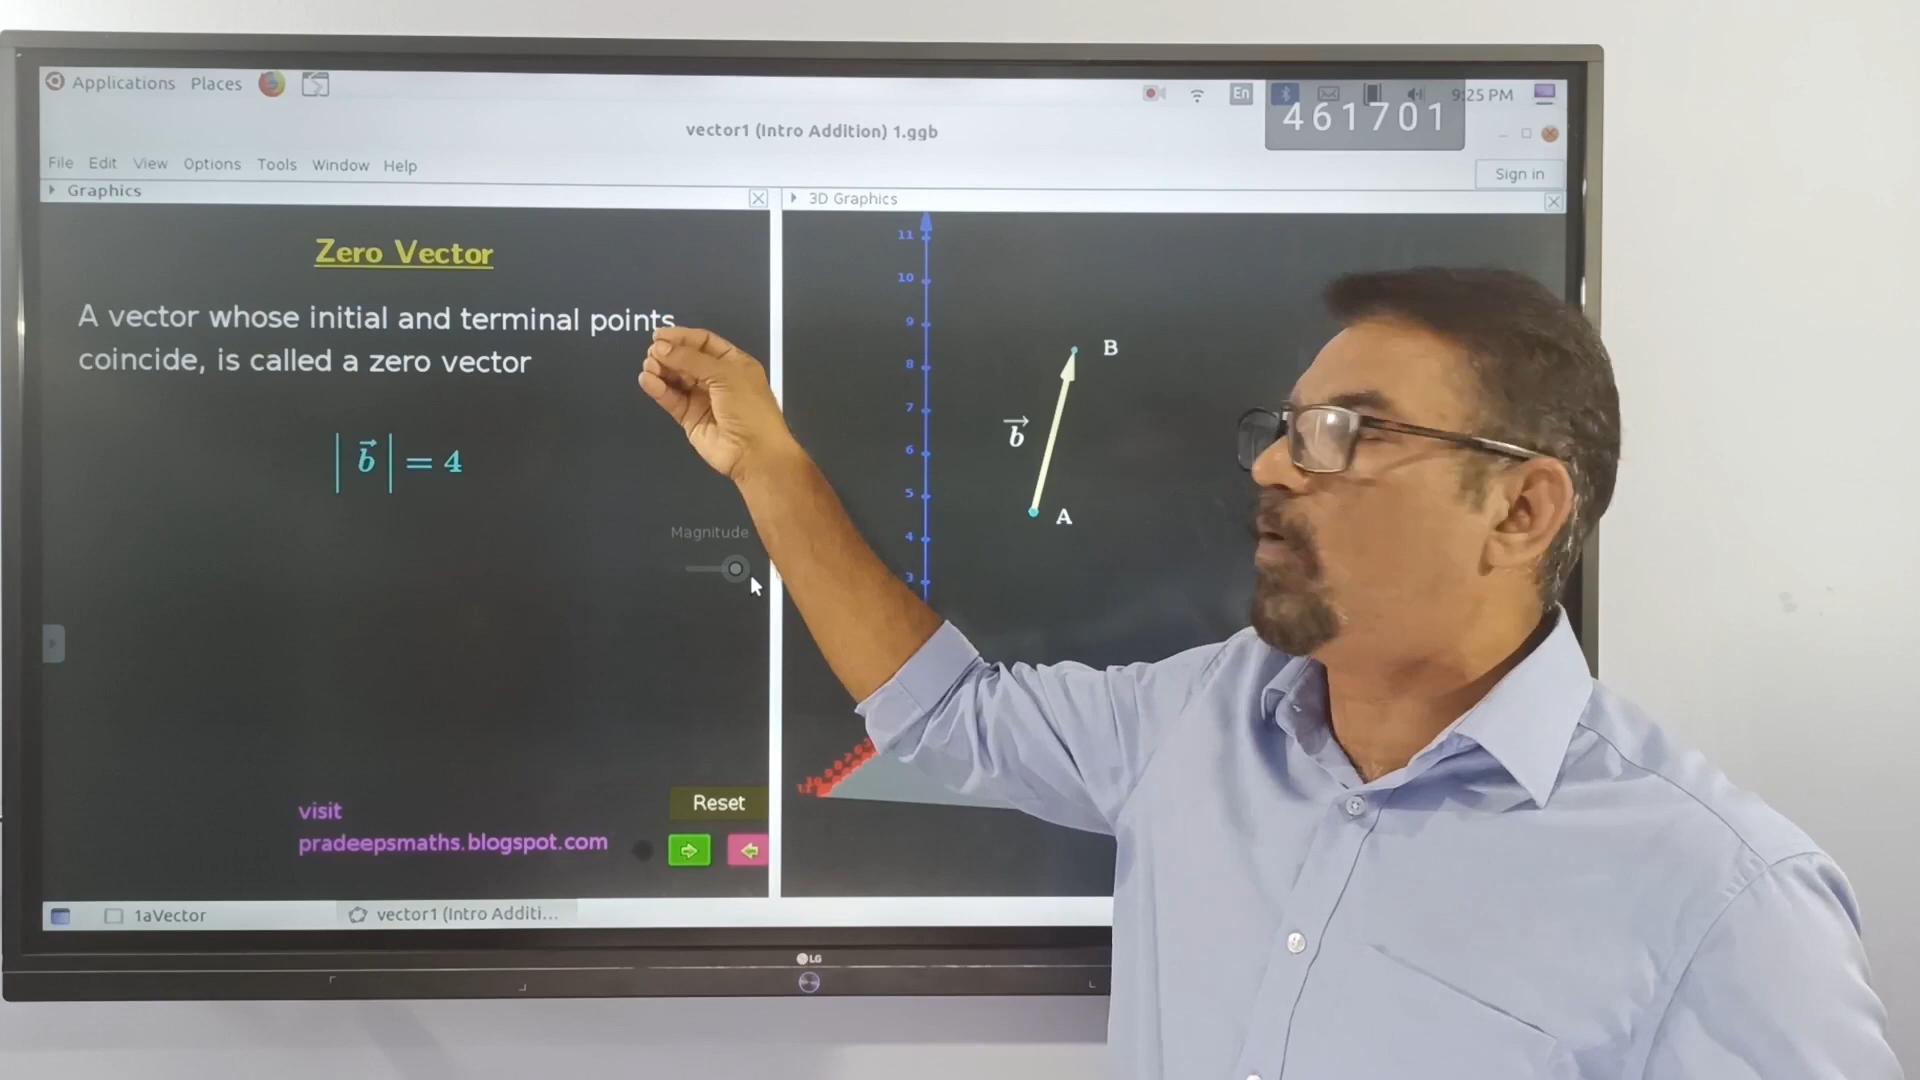 Applications Places
En
9:25 PM
461701
vector1 (Intro Addition) 1.ggb
File Edit View Options Tools Window Help
Sign in
Graphics
3D Graphics
Zero Vector
A vector whose initial and terminal points
coincide, is called a zero vector
| b⃗ | = 4
Magnitude
11
10
9
8
7
6
5
4
3
B
b⃗
A
Reset
visit
pradeepsmaths.blogspot.com
1aVector
vector1 (Intro Additi...
LG